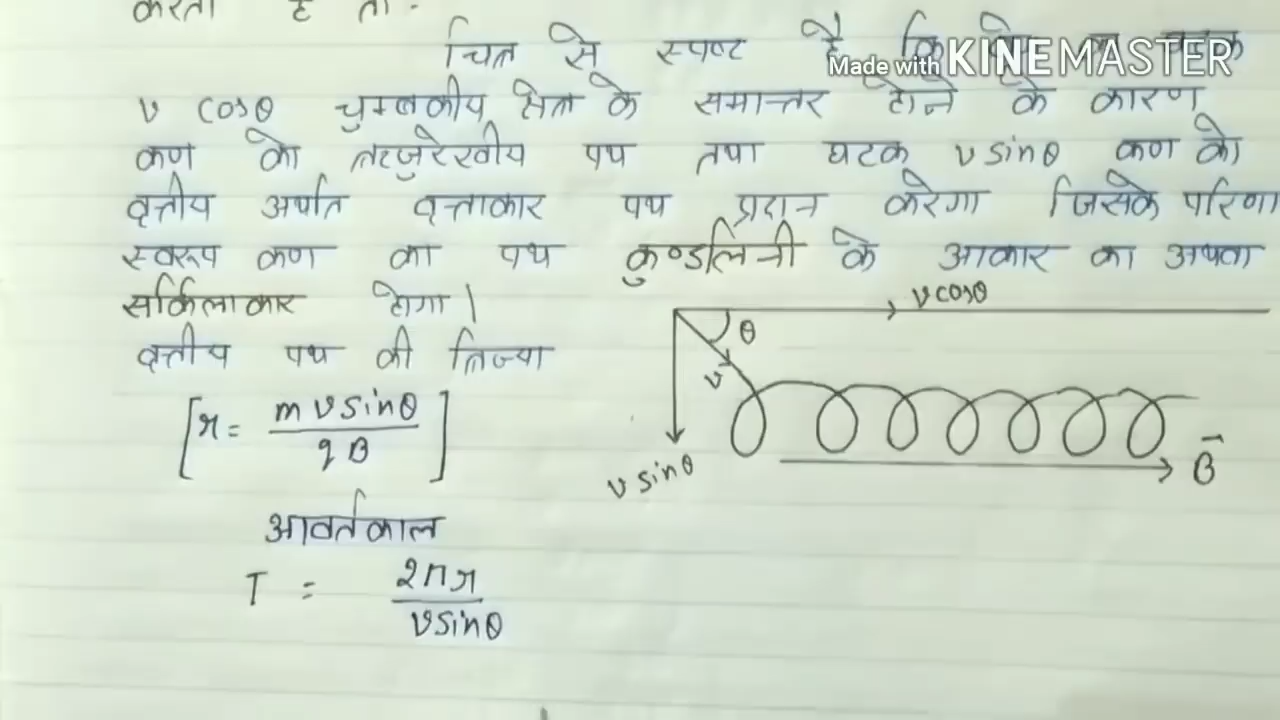 करता है तो.
चित्र से स्पष्ट है कि
Made with KINEMASTER
v cosθ चुम्बकीय क्षेत्र के समान्तर होने के कारण
कण को ऋजुरेखीय पथ तथा घटक v sinθ कण को
वृत्तीय अर्थात वृत्ताकार पथ प्रदान करेगा जिसके परिणा
स्वरूप कण का पथ कुण्डलिनी के आकार का अथवा
सर्किलाकार होगा।
v cosθ
θ
v
v sinθ
B⃗
वृत्तीय पथ की त्रिज्या
[r = mv sinθ / qB]
आवर्तकाल
T = 2πr / v sinθ